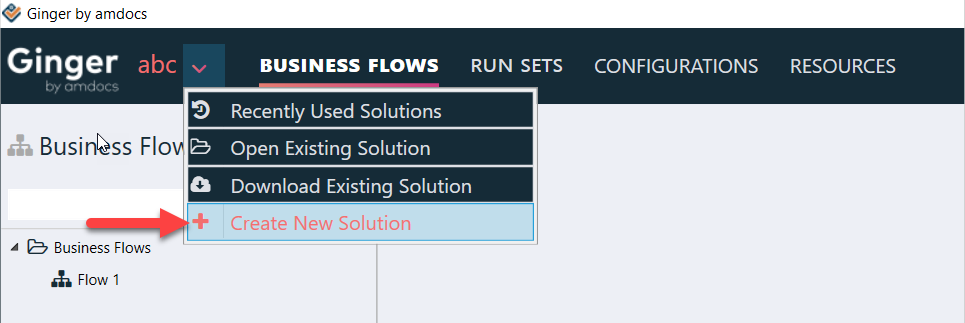 Ginger by amdocs
Ginger by amdocs abc BUSINESS FLOWS RUN SETS CONFIGURATIONS RESOURCES
Recently Used Solutions
Business Flow
Open Existing Solution
Download Existing Solution
Create New Solution
Business Flows
Flow 1